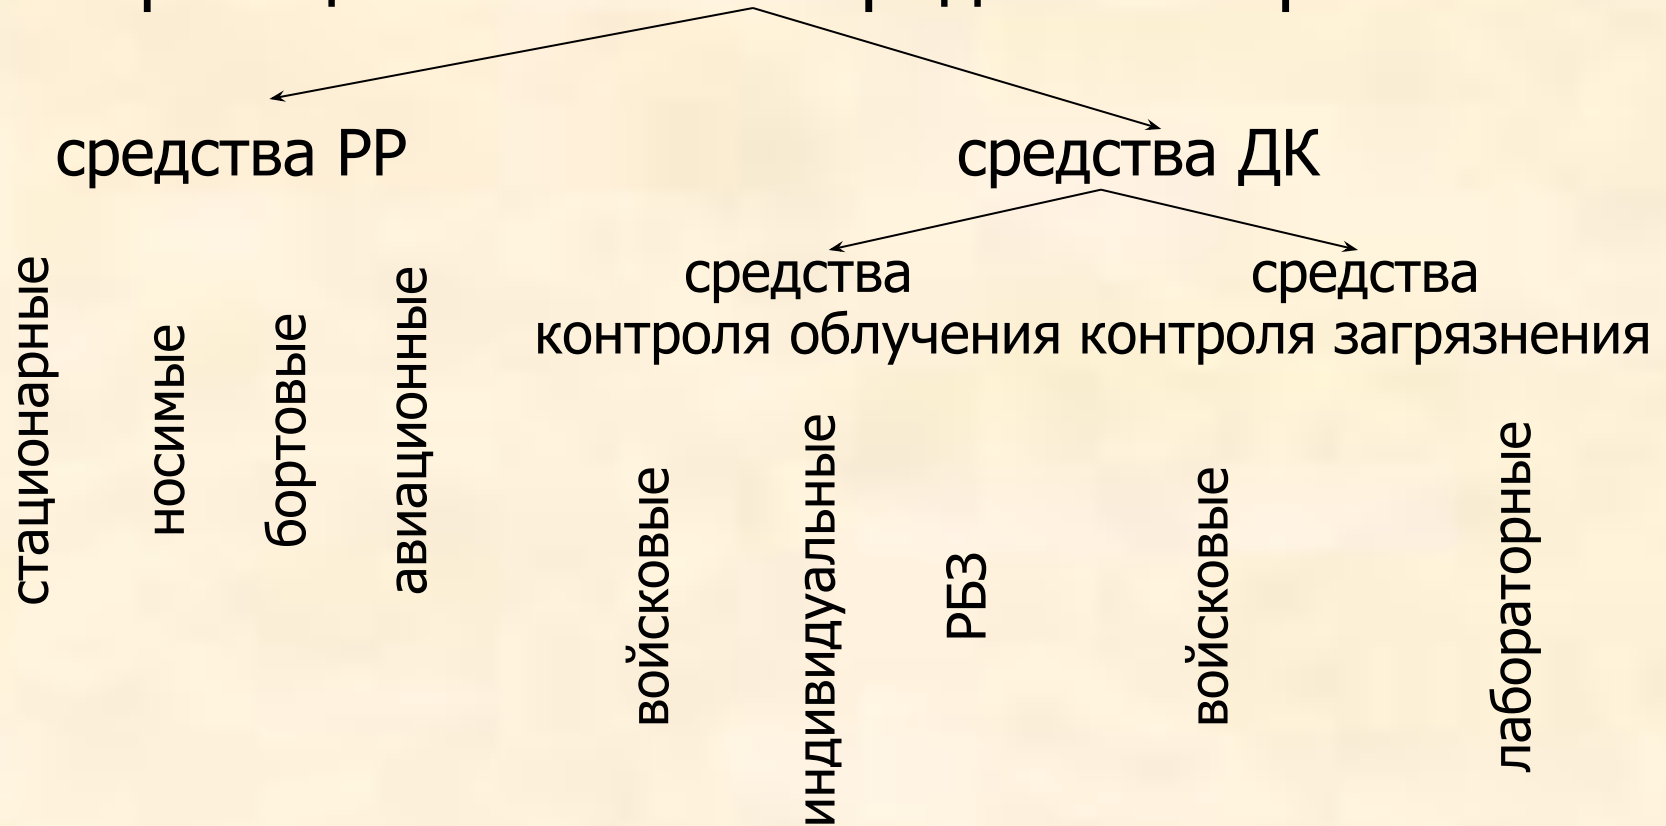 средства РР
средства ДК
стационарные
носимые
бортовые
авиационные
средства
контроля облучения
средства
контроля загрязнения
войсковые
индивидуальные
РБЗ
войсковые
лабораторные